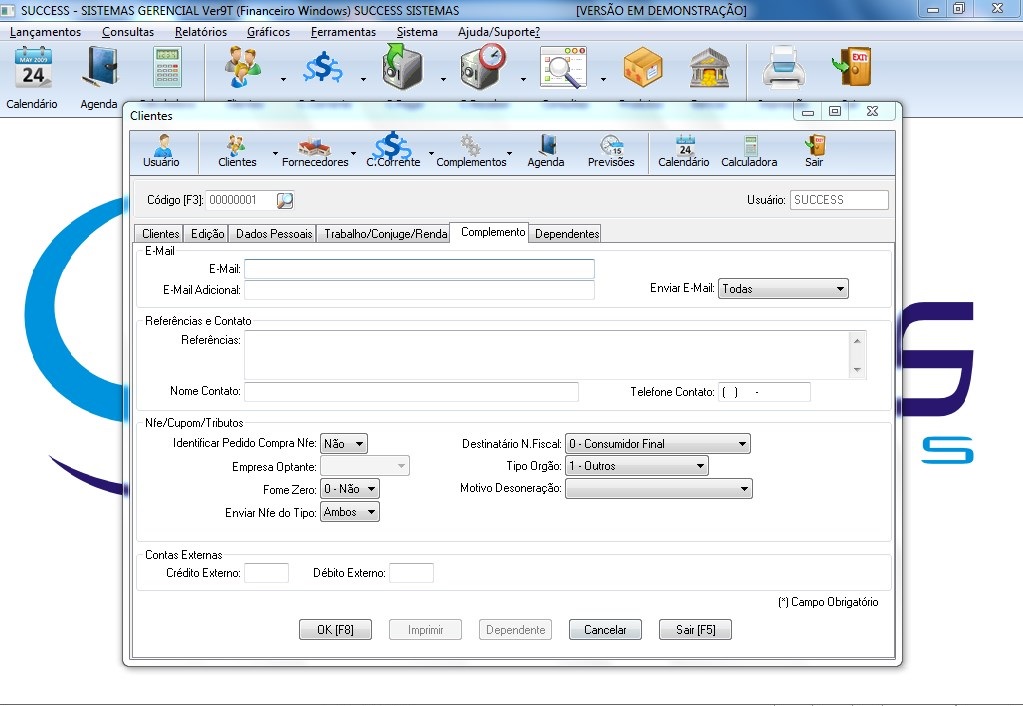 SUCCESS - SISTEMAS GERENCIAL Ver9T (Financeiro Windows) SUCCESS SISTEMAS [VERSÃO EM DEMONSTRAÇÃO]
Lançamentos Consultas Relatórios Gráficos Ferramentas Sistema Ajuda/Suporte?
MAY 2009
24
EXIT
Calendário Agenda
Clientes
24 15 EXIT
Usuário Clientes Fornecedores C.Corrente Complementos Agenda Previsões Calendário Calculadora Sair
Código [F3]: 00000001 Usuário: SUCCESS
Clientes Edição Dados Pessoais Trabalho/Conjuge/Renda Complemento Dependentes
E-Mail
E-Mail:
E-Mail Adicional: Enviar E-Mail: Todas
Referências e Contato
Referências:
Nome Contato: Telefone Contato: ( ) -
Nfe/Cupom/Tributos
Identificar Pedido Compra Nfe: Não Destinatário N.Fiscal: 0 - Consumidor Final
Empresa Optante: Tipo Orgão: 1 - Outros
Fome Zero: 0 - Não Motivo Desoneração:
Enviar Nfe do Tipo: Ambos
Contas Externas
Crédito Externo: Débito Externo:
(*) Campo Obrigatório
OK [F8] Imprimir Dependente Cancelar Sair [F5]
S